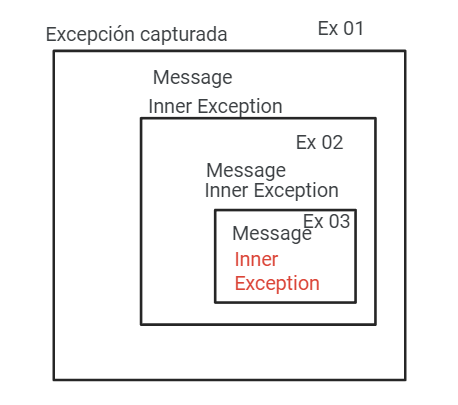 Excepción capturada
Ex 01
Message
Inner Exception
Ex 02
Message
Inner Exception
Ex 03
Message
Inner
Exception